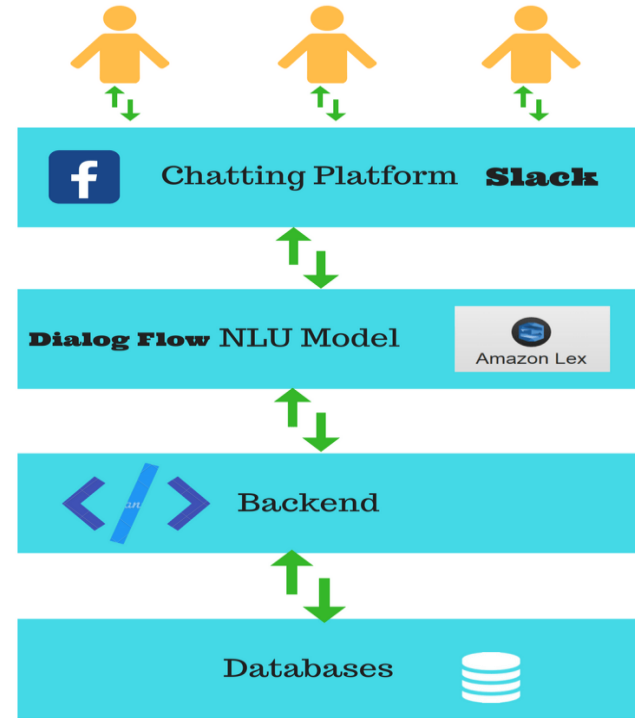 f Chatting Platform Slack
Dialog Flow NLU Model
Amazon Lex
Backend
Databases